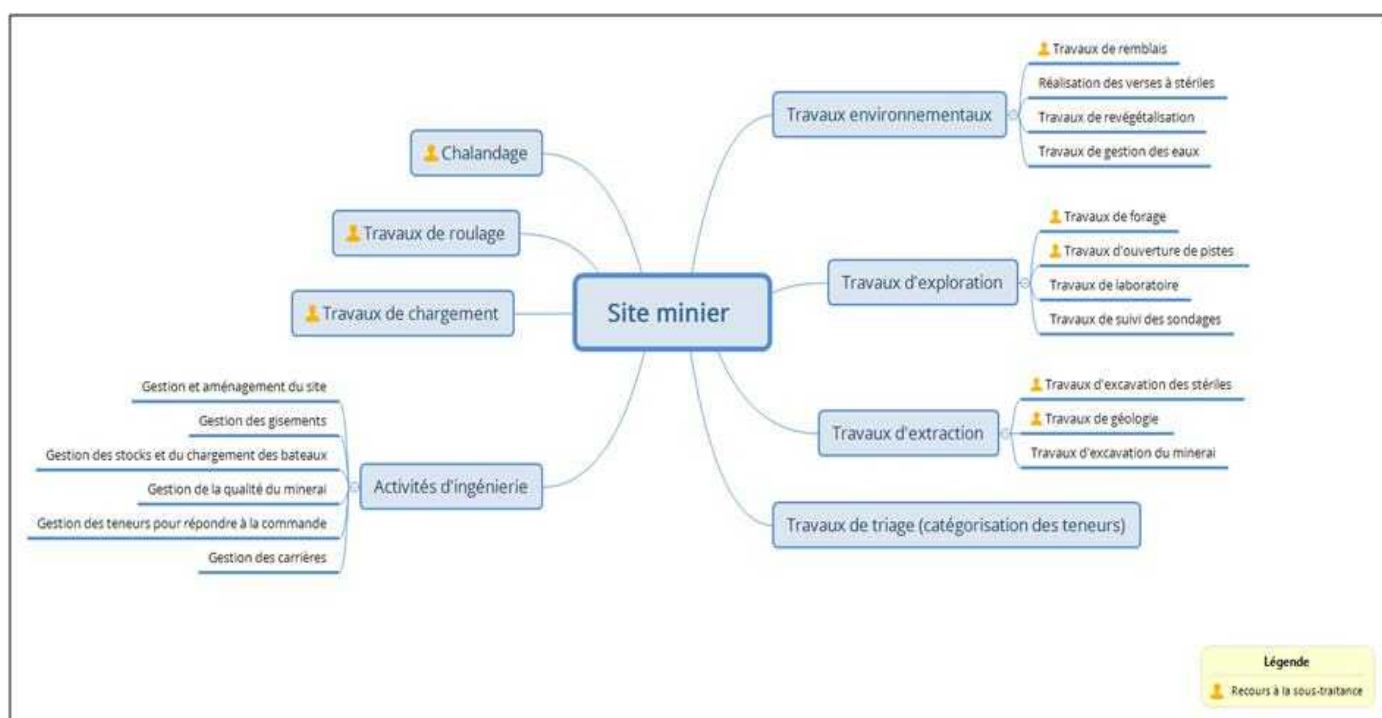 Site minier
Travaux environnementaux
Travaux de remblais
Réalisation des verses à stériles
Travaux de revégétalisation
Travaux de gestion des eaux
Travaux d'exploration
Travaux de forage
Travaux d'ouverture de pistes
Travaux de laboratoire
Travaux de suivi des sondages
Travaux d'extraction
Travaux d'excavation des stériles
Travaux de géologie
Travaux d'excavation du minerai
Travaux de triage (catégorisation des teneurs)
Chalandage
Travaux de roulage
Travaux de chargement
Activités d'ingénierie
Gestion et aménagement du site
Gestion des gisements
Gestion des stocks et du chargement des bateaux
Gestion de la qualité du minerai
Gestion des teneurs pour répondre à la commande
Gestion des carrières
Légende
Recours à la sous-traitance